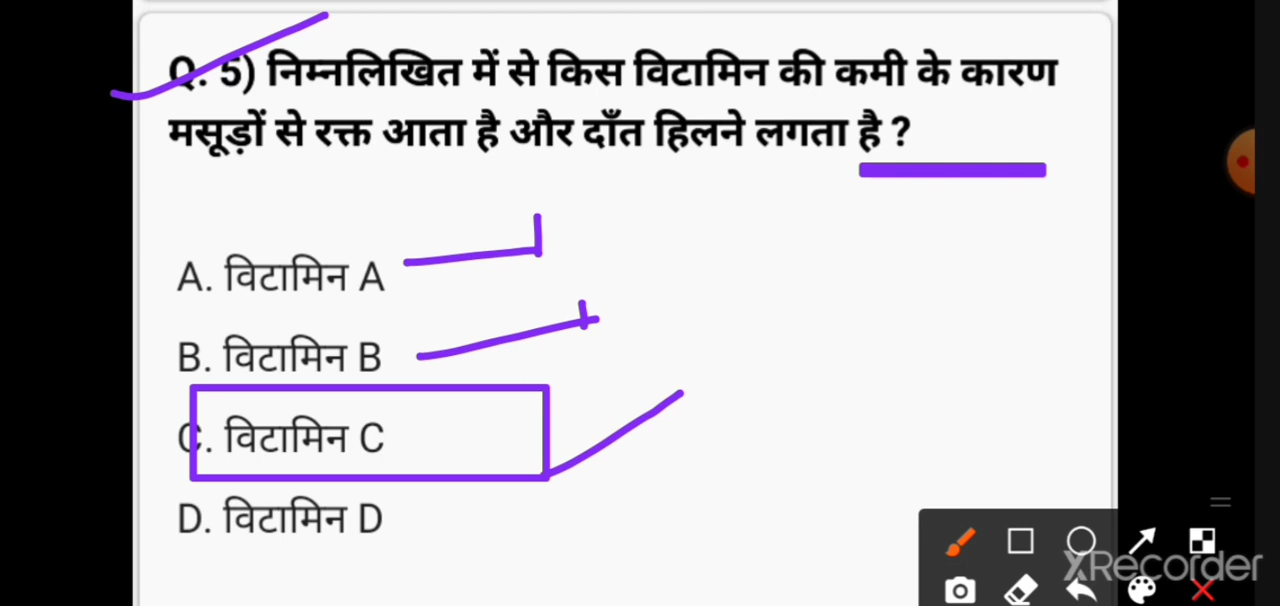 Q. 5) निम्नलिखित में से किस विटामिन की कमी के कारण
मसूड़ों से रक्त आता है और दाँत हिलने लगता है ?
A. विटामिन A
B. विटामिन B
C. विटामिन C
D. विटामिन D
XRecorder